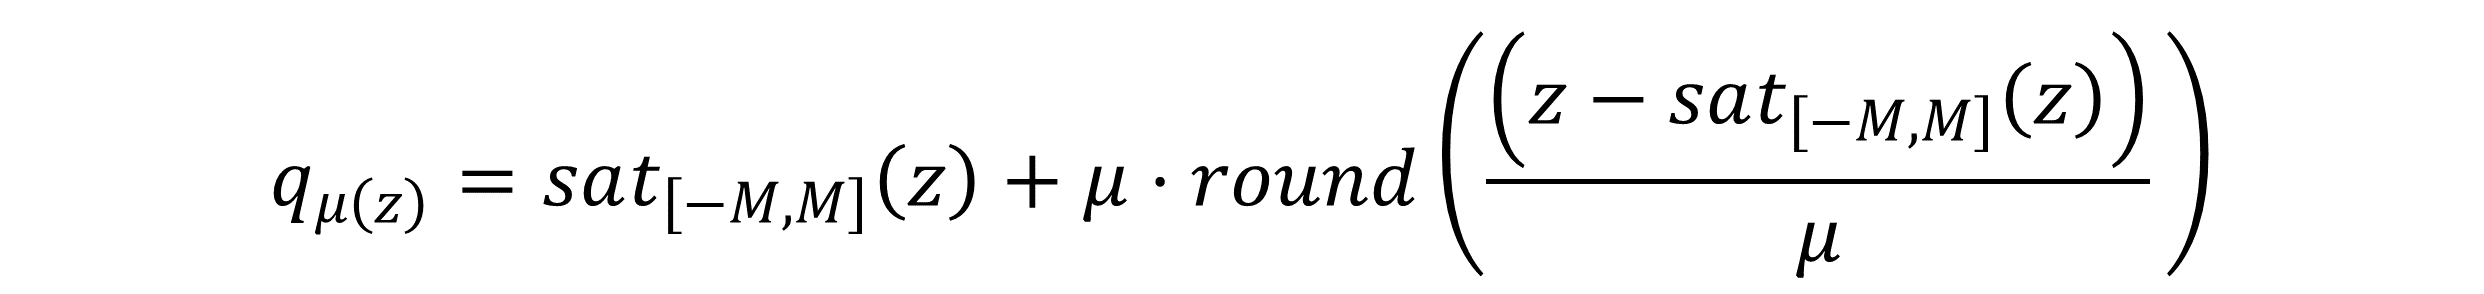 q_{μ(z)} = sat_{[−M,M]}(z) + μ · round(((z − sat_{[−M,M]}(z))) / μ)